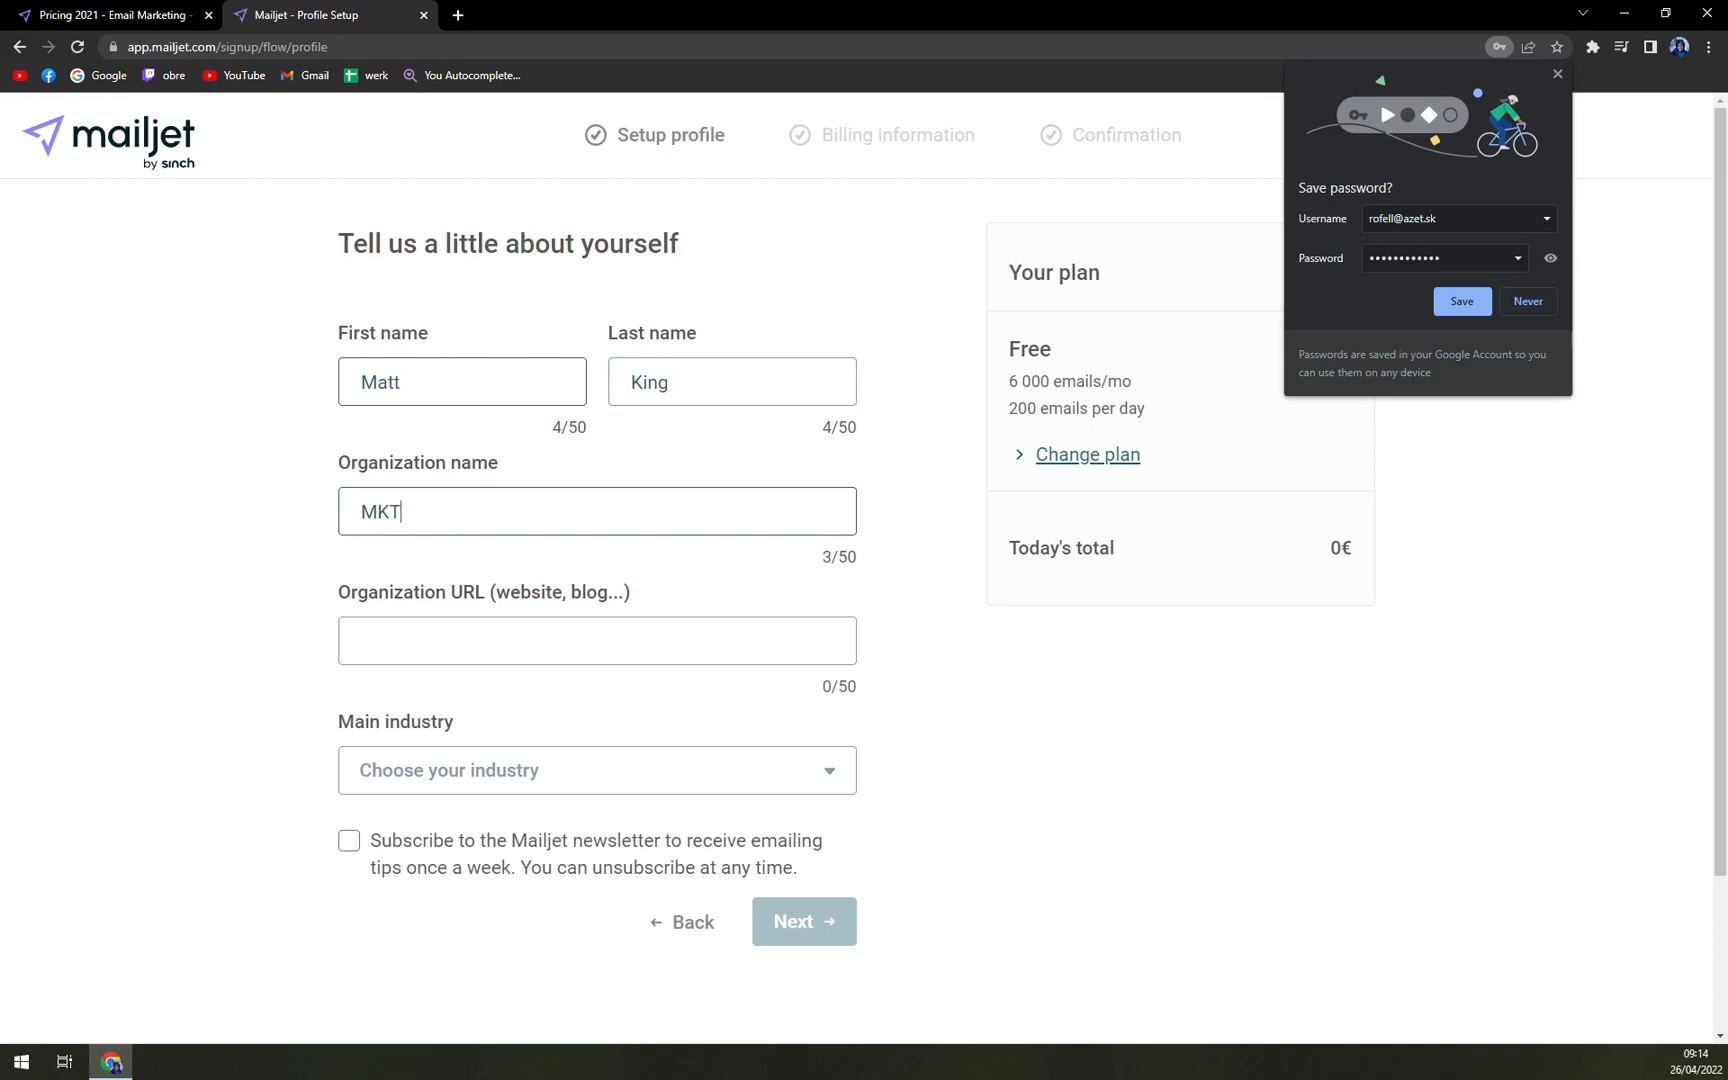 Pricing 2021 - Email Marketing -
Mailjet - Profile Setup
app.mailjet.com/signup/flow/profile
Google
obre
YouTube
Gmail
werk
You Autocomplete...
mailjet
by sinch
Setup profile
Billing information
Confirmation
Save password?
Username
rofell@azet.sk
Password
••••••••••••
Save
Never
Passwords are saved in your Google Account so you
can use them on any device
Tell us a little about yourself
First name
Last name
Matt
King
4/50
4/50
Organization name
MKT
3/50
Organization URL (website, blog...)
0/50
Main industry
Choose your industry
Subscribe to the Mailjet newsletter to receive emailing
tips once a week. You can unsubscribe at any time.
← Back
Next →
Your plan
Free
6 000 emails/mo
200 emails per day
Change plan
Today's total
0€
09:14
26/04/2022